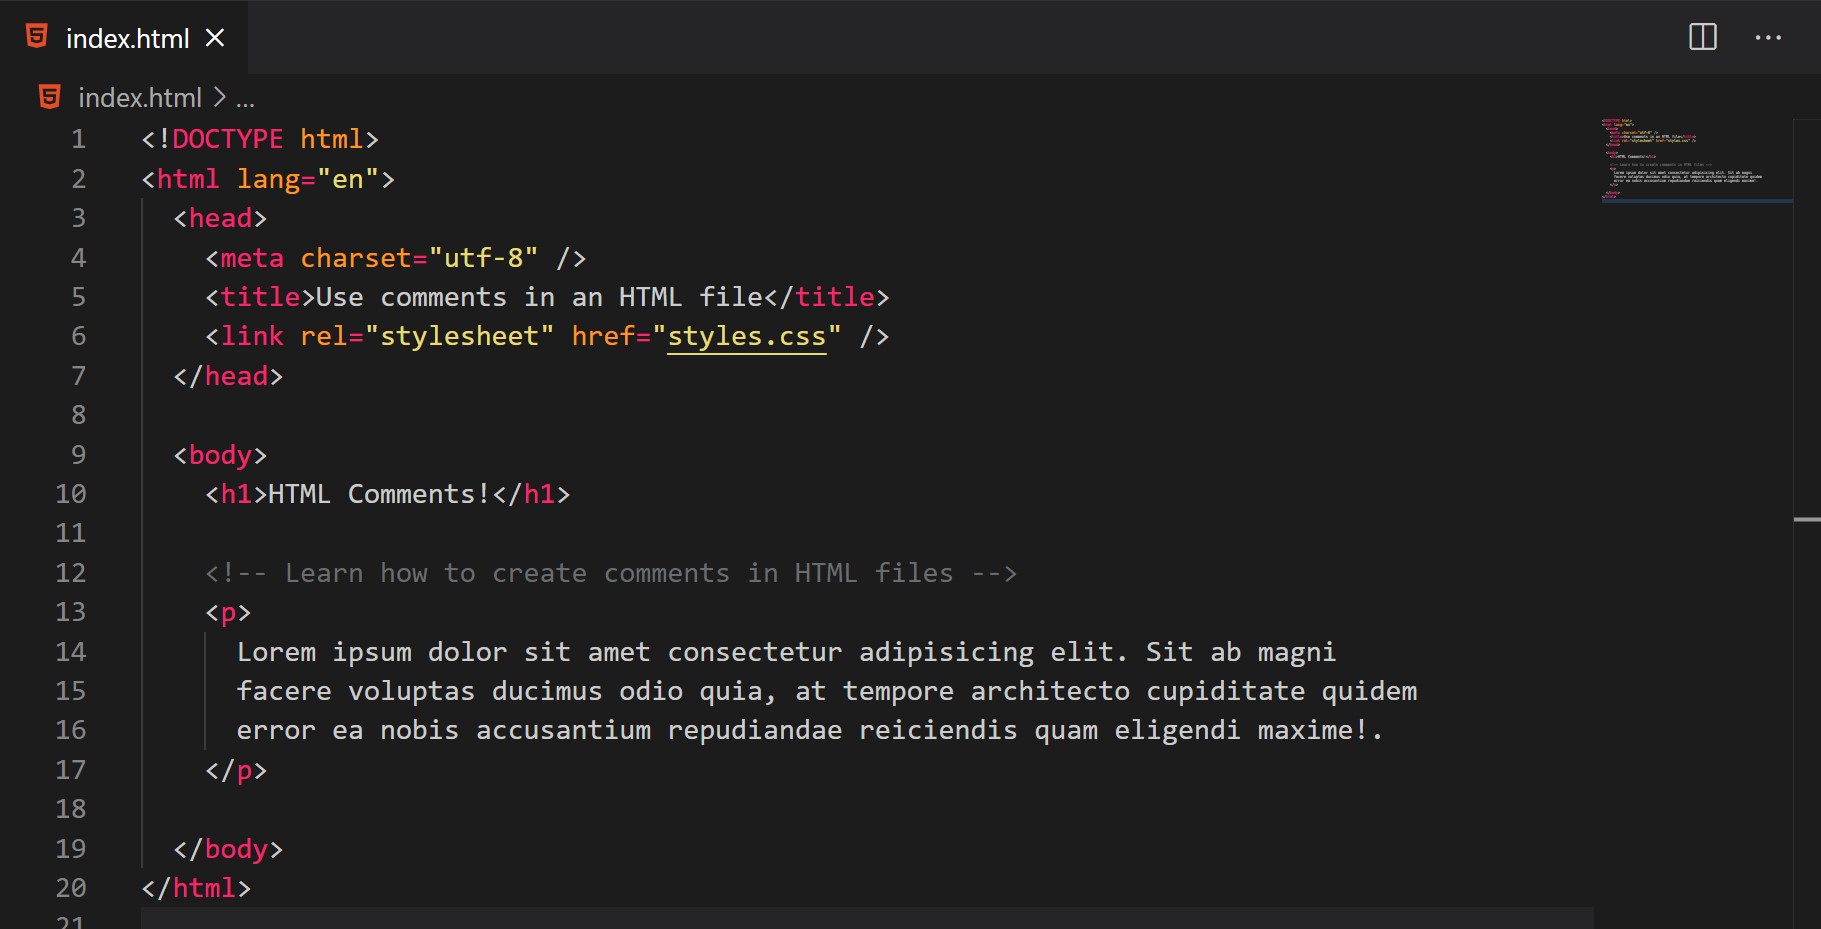 index.html
index.html > ...
1 <!DOCTYPE html>
2 <html lang="en">
3   <head>
4     <meta charset="utf-8" />
5     <title>Use comments in an HTML file</title>
6     <link rel="stylesheet" href="styles.css" />
7   </head>
8
9   <body>
10     <h1>HTML Comments!</h1>
11
12     <!-- Learn how to create comments in HTML files -->
13     <p>
14       Lorem ipsum dolor sit amet consectetur adipisicing elit. Sit ab magni
15       facere voluptas ducimus odio quia, at tempore architecto cupiditate quidem
16       error ea nobis accusantium repudiandae reiciendis quam eligendi maxime!.
17     </p>
18
19   </body>
20 </html>
21